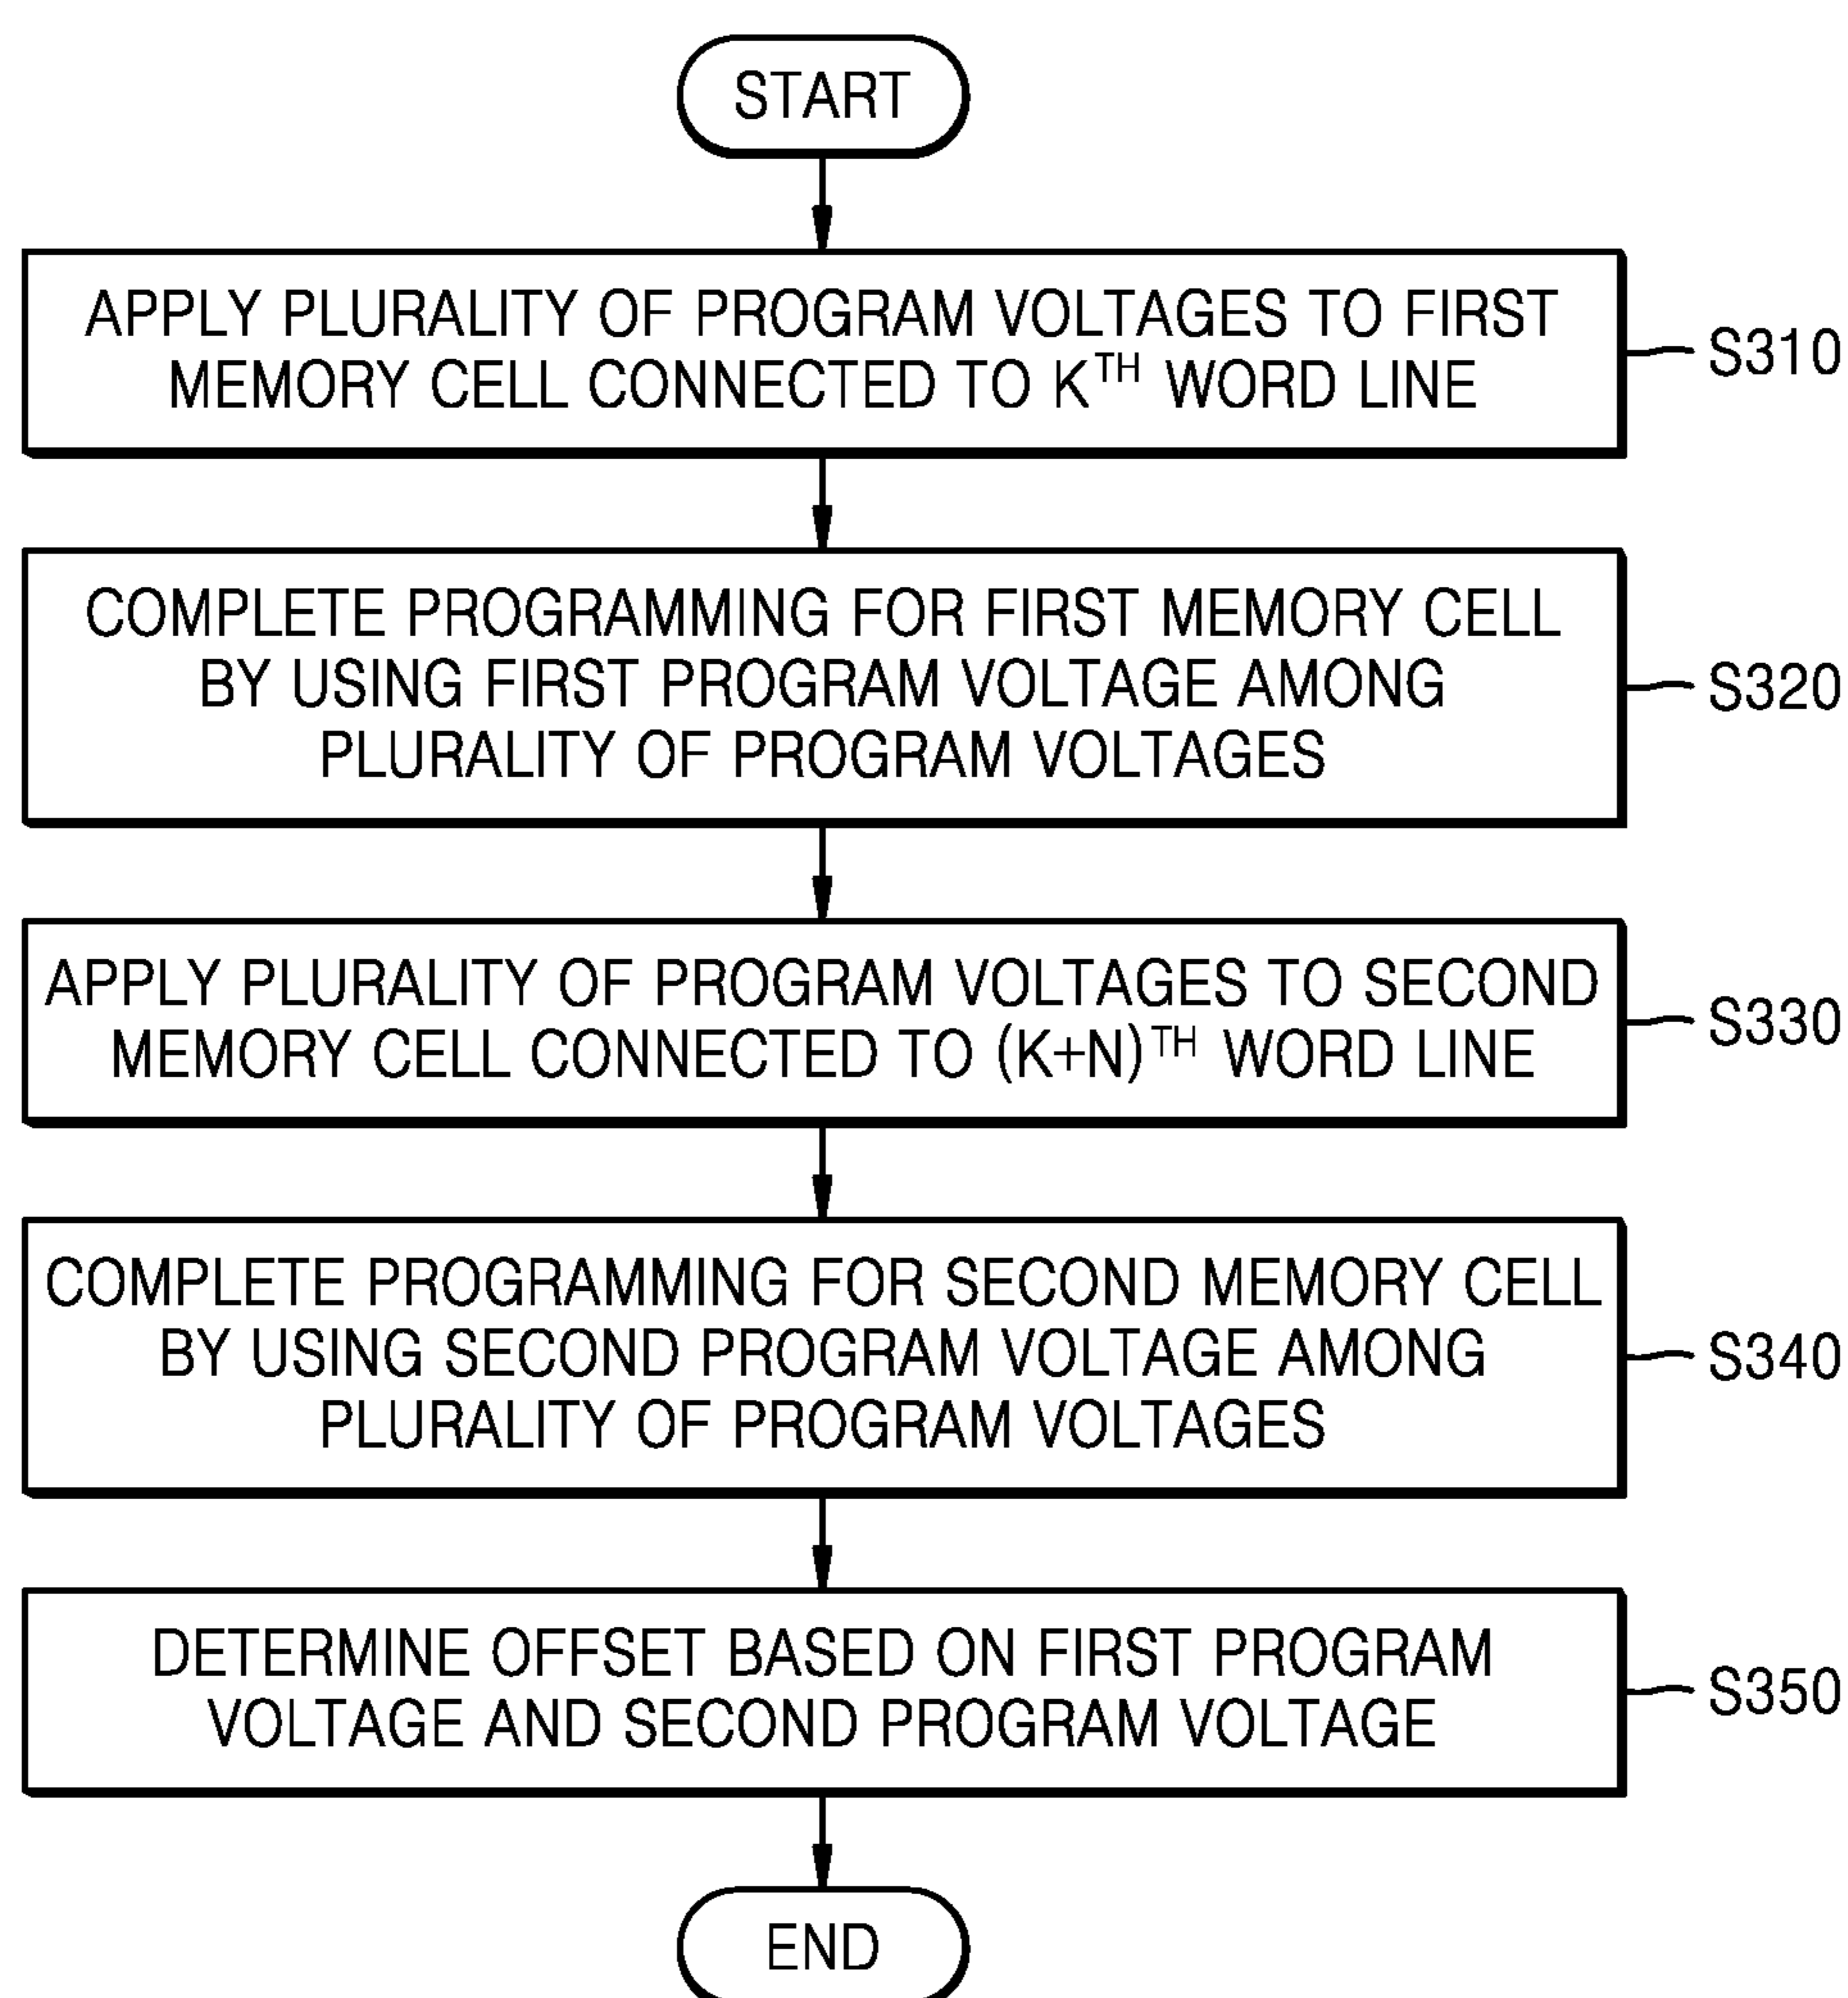 START
APPLY PLURALITY OF PROGRAM VOLTAGES TO FIRST
MEMORY CELL CONNECTED TO Kᵀᴴ WORD LINE
S310
COMPLETE PROGRAMMING FOR FIRST MEMORY CELL
BY USING FIRST PROGRAM VOLTAGE AMONG
PLURALITY OF PROGRAM VOLTAGES
S320
APPLY PLURALITY OF PROGRAM VOLTAGES TO SECOND
MEMORY CELL CONNECTED TO (K+N)ᵀᴴ WORD LINE
S330
COMPLETE PROGRAMMING FOR SECOND MEMORY CELL
BY USING SECOND PROGRAM VOLTAGE AMONG
PLURALITY OF PROGRAM VOLTAGES
S340
DETERMINE OFFSET BASED ON FIRST PROGRAM
VOLTAGE AND SECOND PROGRAM VOLTAGE
S350
END